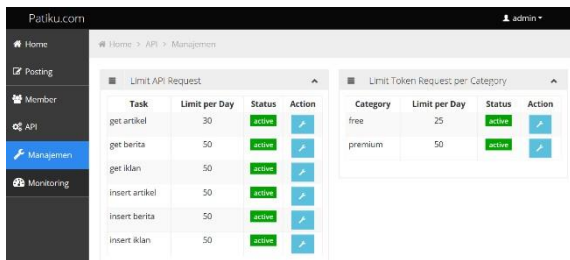 Patiku.com
admin
Home
Posting
Member
API
Manajemen
Monitoring
Home > API > Manajemen
Limit API Request
Task Limit per Day Status Action
get artikel 30 active
get berita 50 active
get iklan 50 active
insert artikel 50 active
insert berita 50 active
insert iklan 50 active
Limit Token Request per Category
Category Limit per Day Status Action
free 25 active
premium 50 active